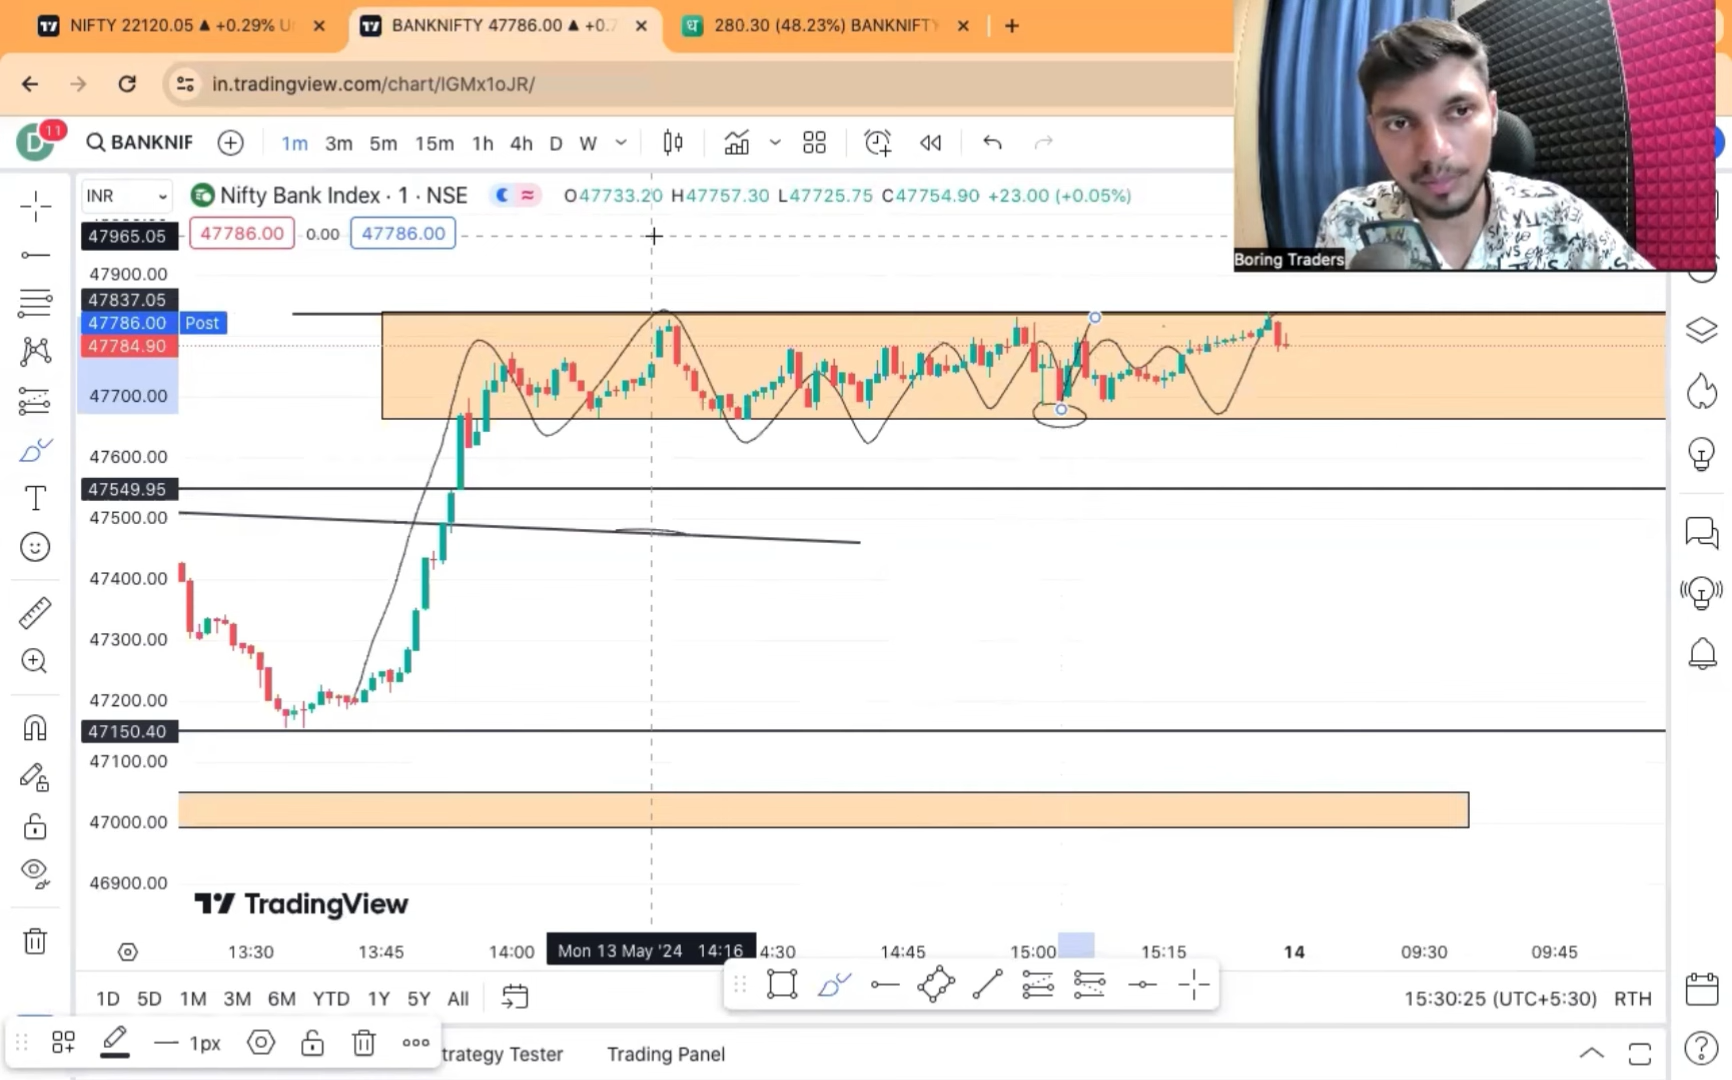 NIFTY 22120.05 ▲ +0.29% U
BANKNIFTY 47786.00 ▲ +0.7
280.30 (48.23%) BANKNIFTY
in.tradingview.com/chart/lGMx1oJR/
D 11
BANKNIF
1m 3m 5m 15m 1h 4h D W
INR
Nifty Bank Index · 1 · NSE
O47733.20 H47757.30 L47725.75 C47754.90 +23.00 (+0.05%)
47965.05
47786.00 0.00 47786.00
Boring Traders
47900.00
47837.05
47786.00 Post
47784.90
47700.00
47600.00
47549.95
47500.00
47400.00
47300.00
47200.00
47150.40
47100.00
47000.00
46900.00
TradingView
13:30 13:45 14:00 Mon 13 May '24 14:16 4:30 14:45 15:00 15:15 14 09:30 09:45
1D 5D 1M 3M 6M YTD 1Y 5Y All
15:30:25 (UTC+5:30) RTH
1px
trategy Tester
Trading Panel